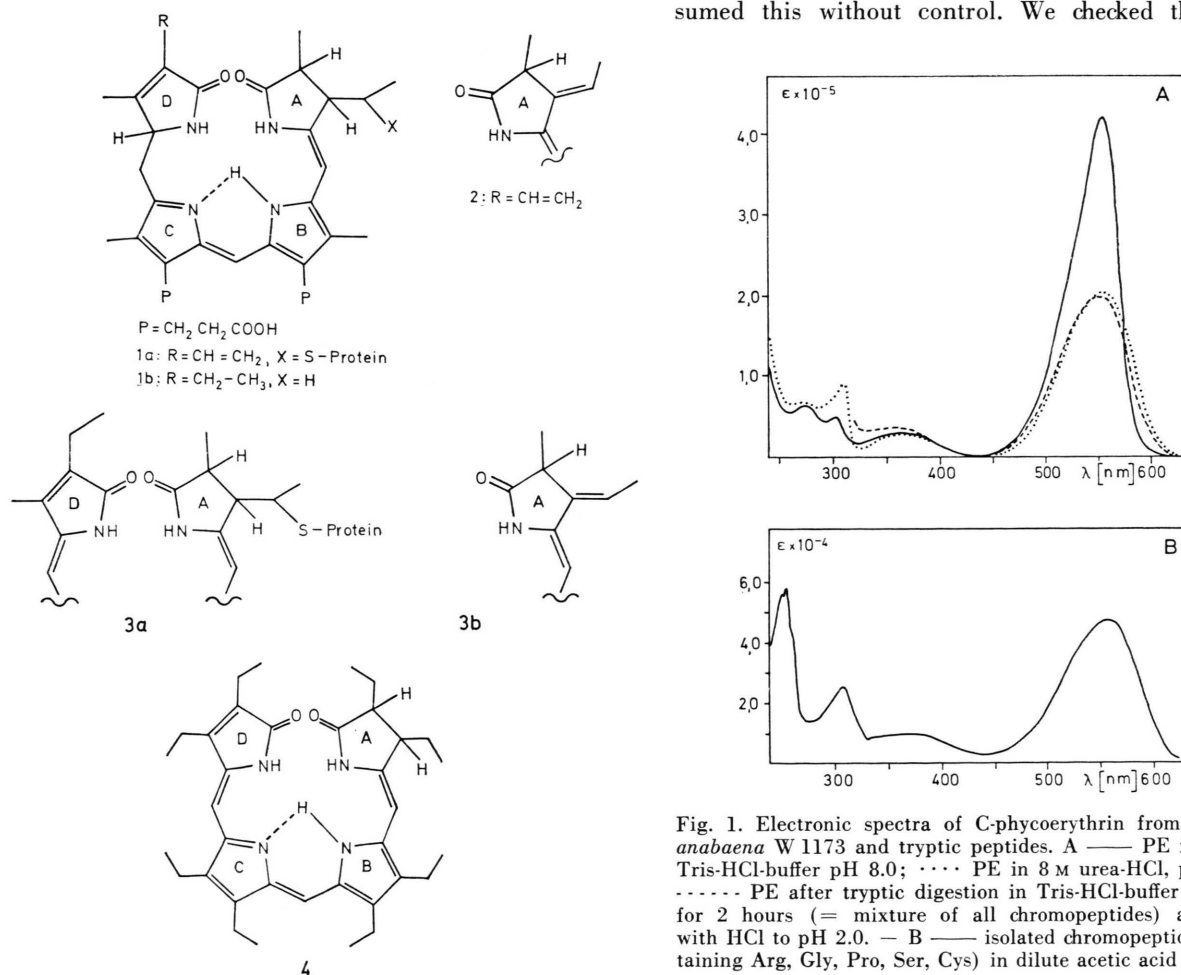 sumed this without control. We checked th
R
H
D
O
O
A
H
NH
HN
H
X
H
H
N
N
C
B
P
P
P = CH₂ CH₂ COOH
1a: R = CH = CH₂, X = S–Protein
1b: R = CH₂–CH₃, X = H
H
O
A
HN
2: R = CH = CH₂
D
O
O
A
H
NH
HN
H
S–Protein
3a
H
O
A
HN
3b
D
O
O
A
H
NH
HN
H
H
N
N
C
B
4
ε × 10⁻⁵
A
4,0
3,0
2,0
1,0
300
400
500
λ [nm] 600
ε × 10⁻⁴
B
6,0
4,0
2,0
300
400
500
λ [nm] 600
Fig. 1. Electronic spectra of C-phycoerythrin from
anabaena W 1173 and tryptic peptides. A —— PE i
Tris-HCl-buffer pH 8.0; ···· PE in 8 M urea-HCl, p
------ PE after tryptic digestion in Tris-HCl-buffer
for 2 hours (= mixture of all chromopeptides) a
with HCl to pH 2.0. — B —— isolated chromopeptid
taining Arg, Gly, Pro, Ser, Cys) in dilute acetic acid